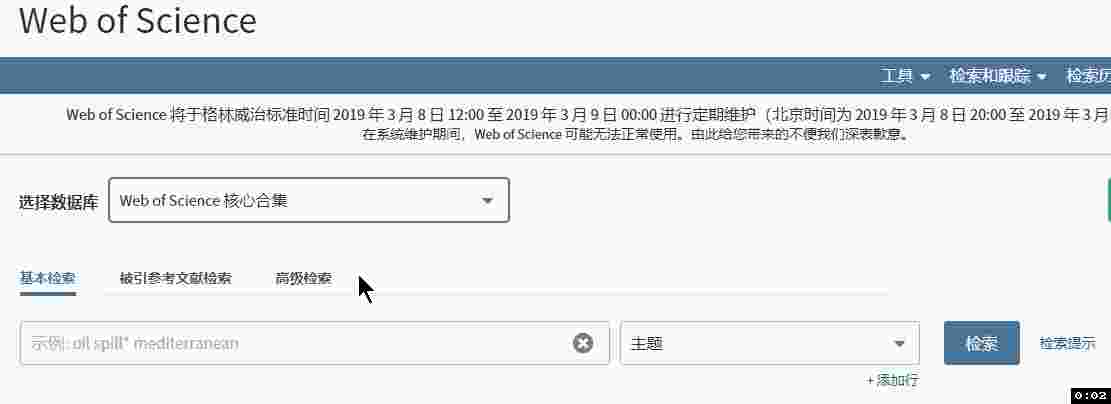 Web of Science
工具 检索和跟踪 检索历
Web of Science 将于格林威治标准时间 2019 年 3 月 8 日 12:00 至 2019 年 3 月 9 日 00:00 进行定期维护（北京时间为 2019 年 3 月 8 日 20:00 至 2019 年 3 月
在系统维护期间，Web of Science 可能无法正常使用。由此给您带来的不便我们深表歉意。
选择数据库 Web of Science 核心合集
基本检索 被引参考文献检索 高级检索
示例: oil spill* mediterranean 主题 检索 检索提示
+ 添加行
0:02